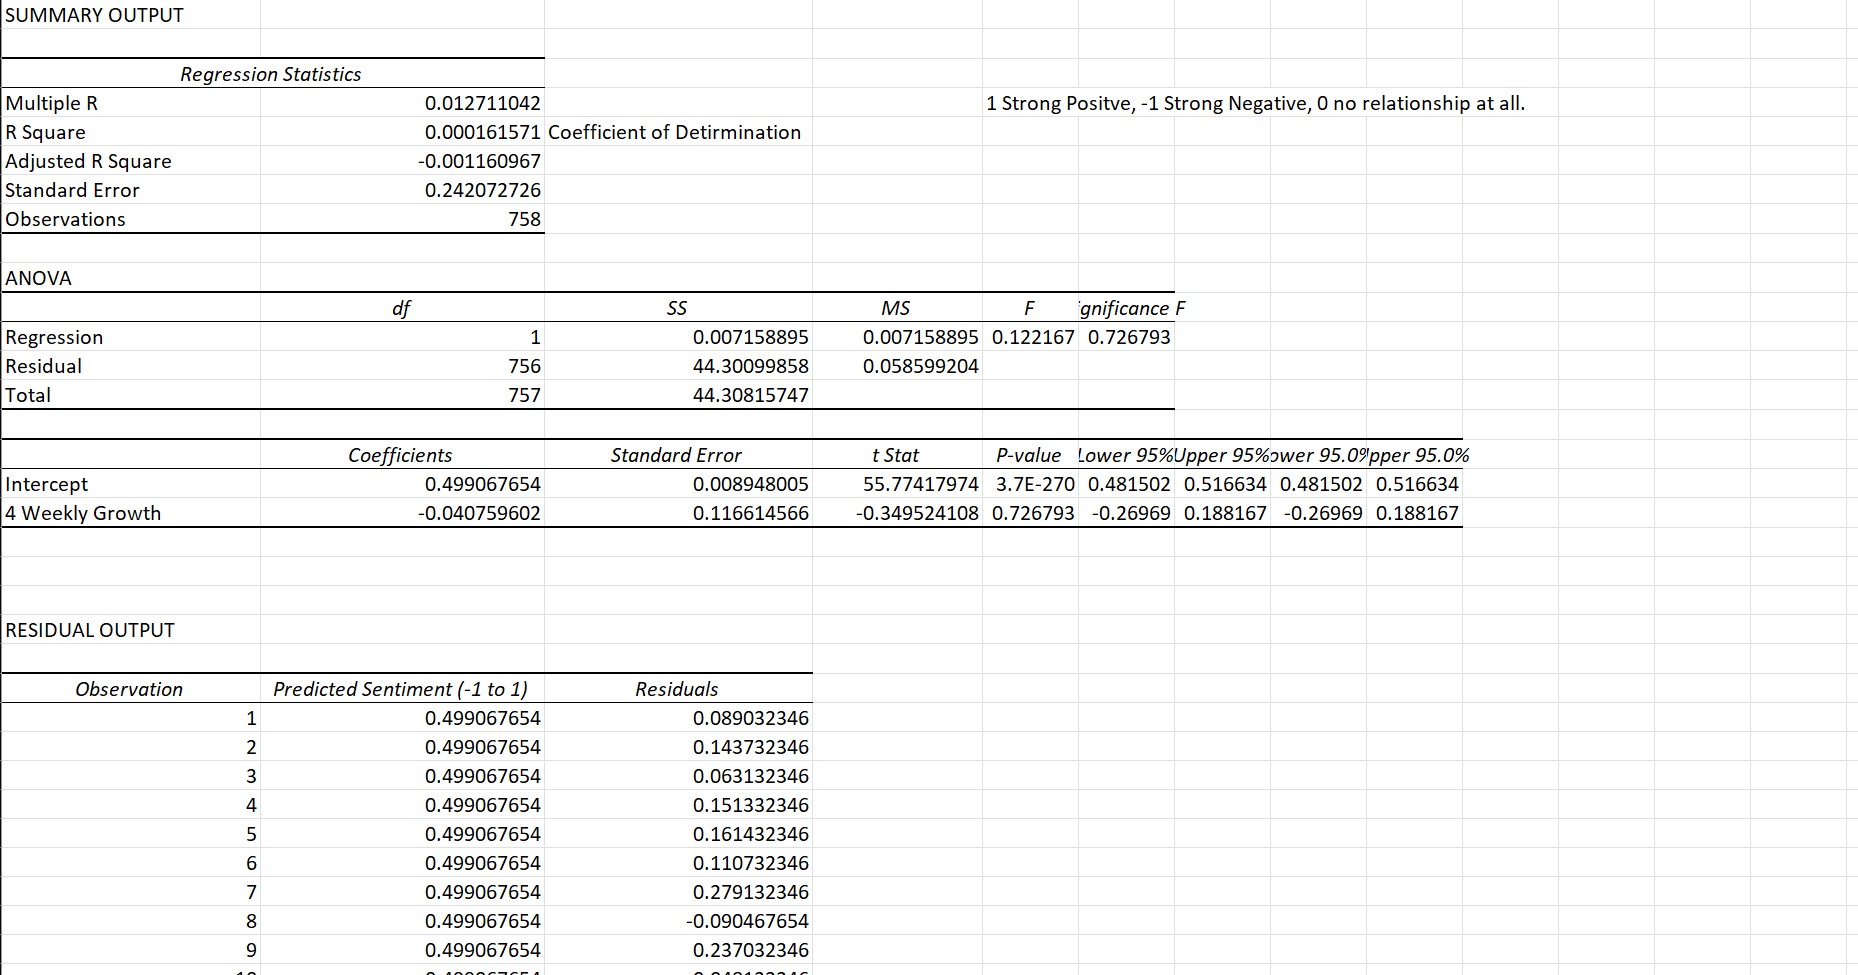 SUMMARY OUTPUT
Regression Statistics
Multiple R 0.012711042 1 Strong Positve, -1 Strong Negative, 0 no relationship at all.
R Square 0.000161571 Coefficient of Detirmination
Adjusted R Square -0.001160967
Standard Error 0.242072726
Observations 758
ANOVA
df SS MS F gnificance F
Regression 1 0.007158895 0.007158895 0.122167 0.726793
Residual 756 44.30099858 0.058599204
Total 757 44.30815747
Coefficients Standard Error t Stat P-value Lower 95% Upper 95% ower 95.0% pper 95.0%
Intercept 0.499067654 0.008948005 55.77417974 3.7E-270 0.481502 0.516634 0.481502 0.516634
4 Weekly Growth -0.040759602 0.116614566 -0.349524108 0.726793 -0.26969 0.188167 -0.26969 0.188167
RESIDUAL OUTPUT
Observation Predicted Sentiment (-1 to 1) Residuals
1 0.499067654 0.089032346
2 0.499067654 0.143732346
3 0.499067654 0.063132346
4 0.499067654 0.151332346
5 0.499067654 0.161432346
6 0.499067654 0.110732346
7 0.499067654 0.279132346
8 0.499067654 -0.090467654
9 0.499067654 0.237032346